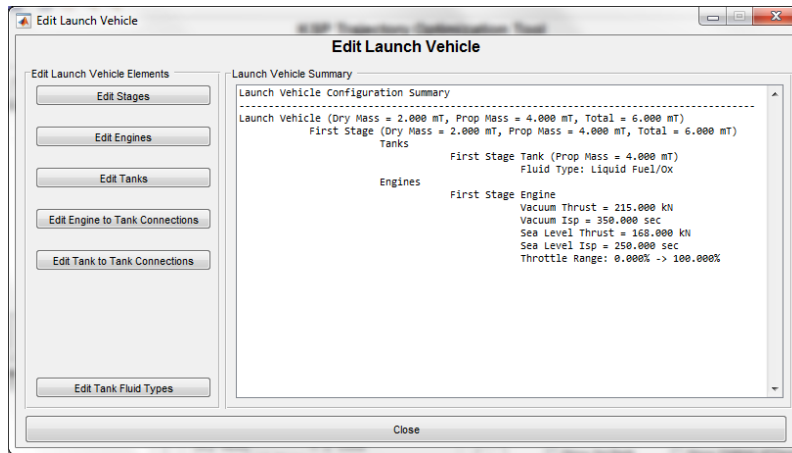 Edit Launch Vehicle
KSP Trajectory Optimization Tool
Edit Launch Vehicle
Edit Launch Vehicle Elements
Edit Stages
Edit Engines
Edit Tanks
Edit Engine to Tank Connections
Edit Tank to Tank Connections
Edit Tank Fluid Types
Launch Vehicle Summary
Launch Vehicle Configuration Summary
--------------------------------------------------------------------------------
Launch Vehicle (Dry Mass = 2.000 mT, Prop Mass = 4.000 mT, Total = 6.000 mT)
First Stage (Dry Mass = 2.000 mT, Prop Mass = 4.000 mT, Total = 6.000 mT)
Tanks
First Stage Tank (Prop Mass = 4.000 mT)
Fluid Type: Liquid Fuel/Ox
Engines
First Stage Engine
Vacuum Thrust = 215.000 kN
Vacuum Isp = 350.000 sec
Sea Level Thrust = 168.000 kN
Sea Level Isp = 250.000 sec
Throttle Range: 0.000% -> 100.000%
Close